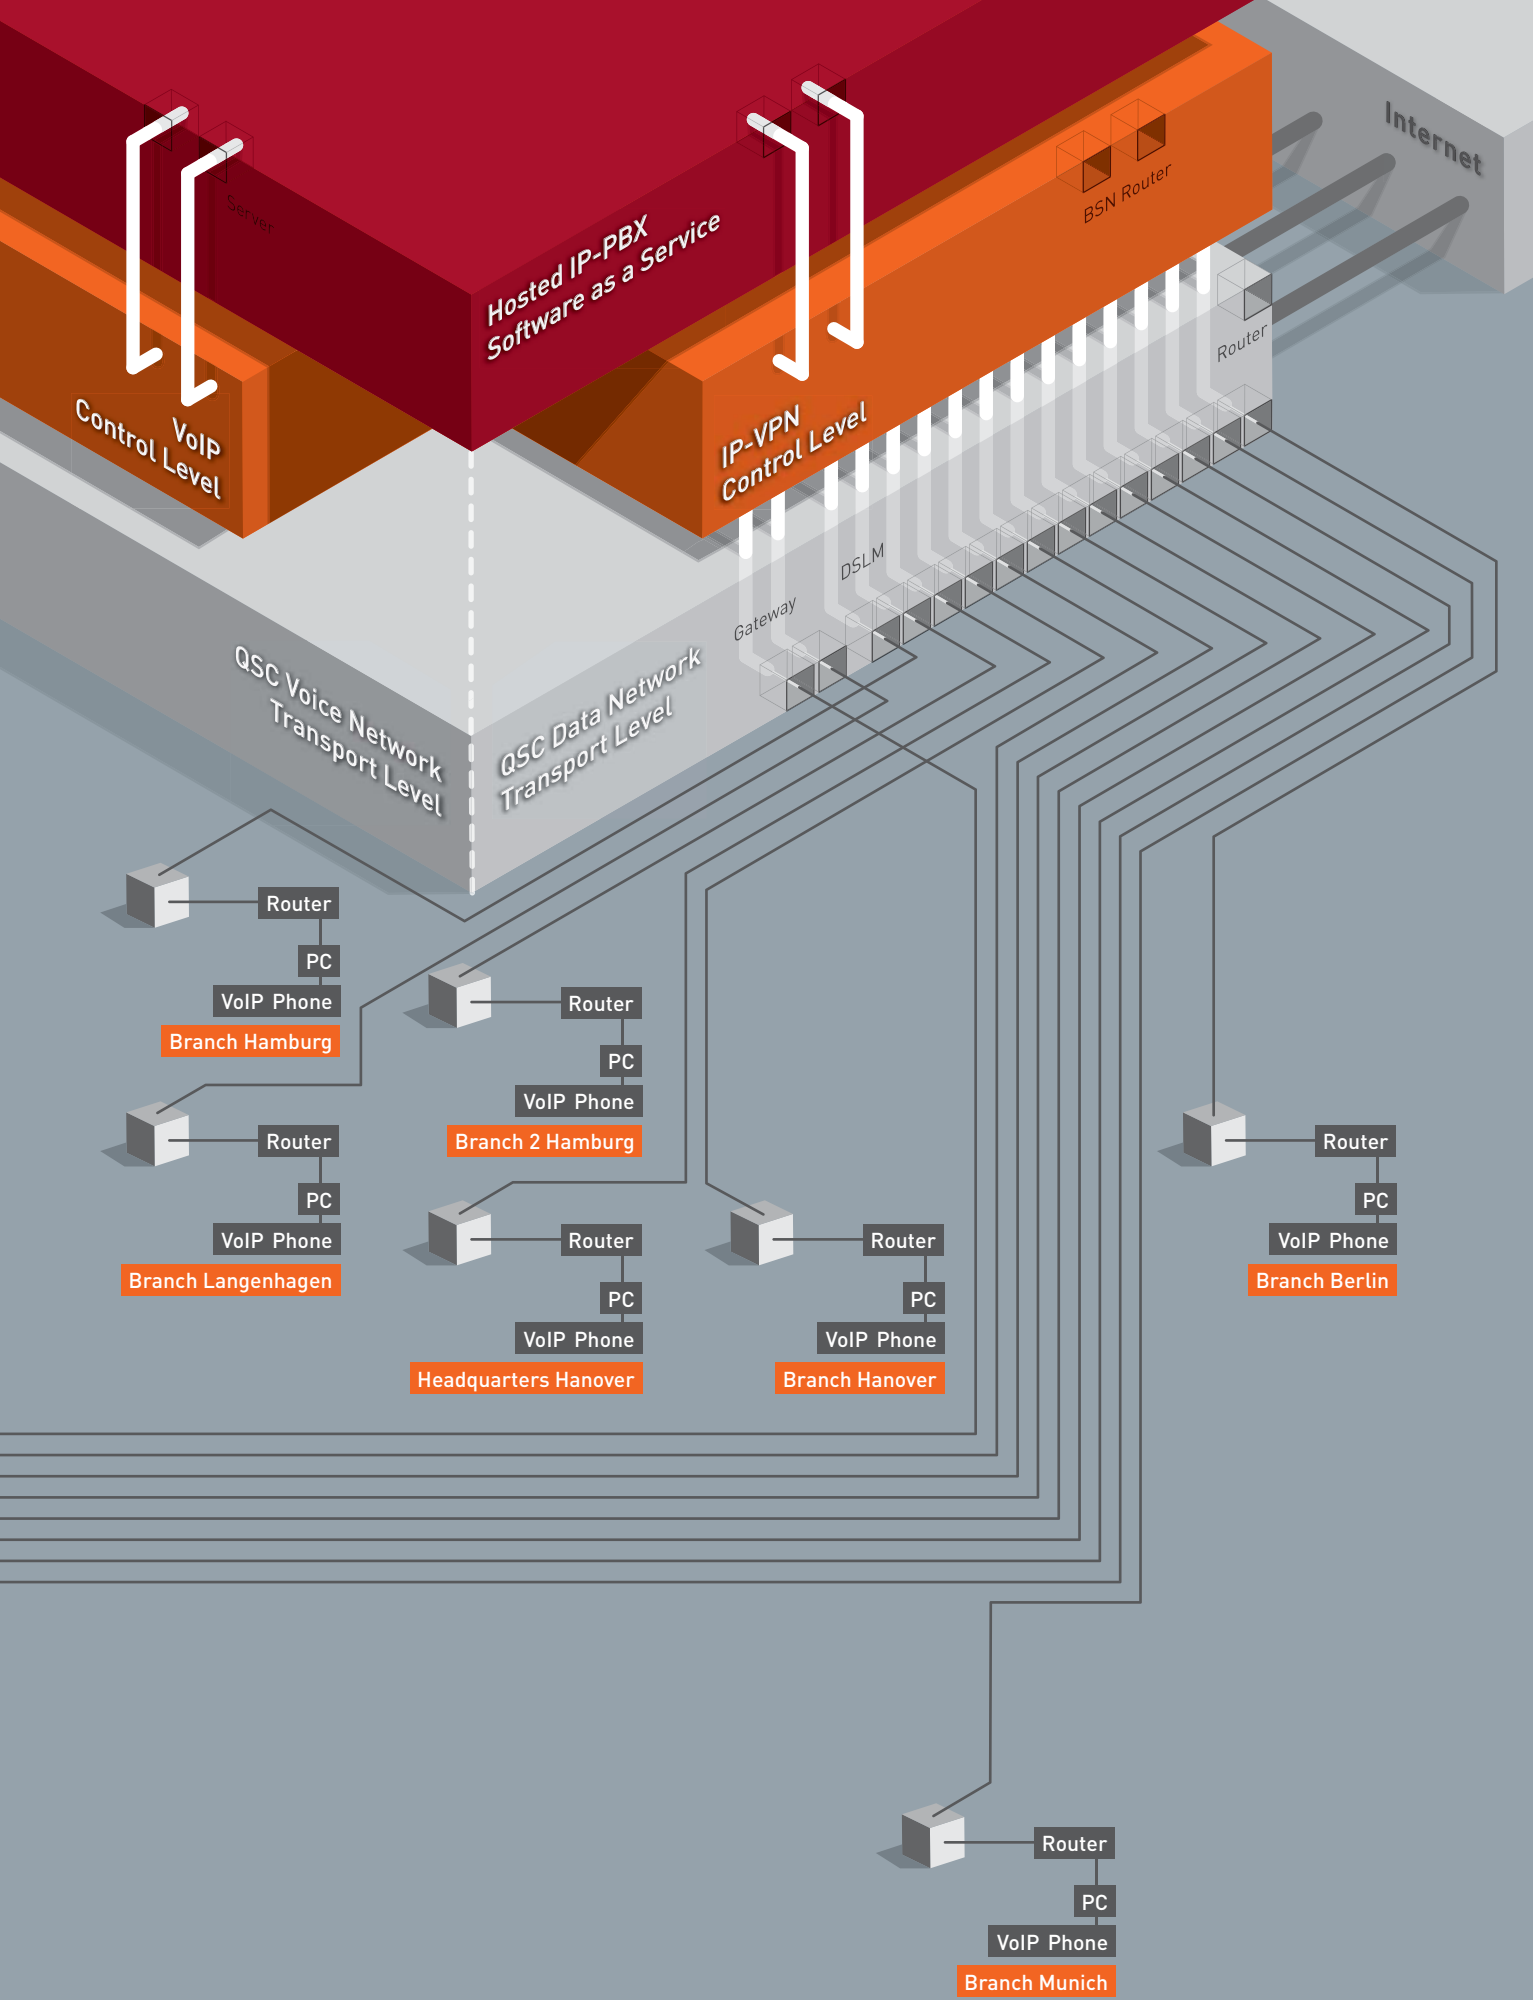 Internet
Server
BSN Router
Hosted IP-PBX
Software as a Service
Router
VoIP
Control Level
IP-VPN
Control Level
DSLM
Gateway
QSC Voice Network
Transport Level
QSC Data Network
Transport Level
Router
PC
VoIP Phone
Branch Hamburg
Router
PC
VoIP Phone
Branch 2 Hamburg
Router
PC
VoIP Phone
Branch Langenhagen
Router
PC
VoIP Phone
Branch Berlin
Router
PC
VoIP Phone
Headquarters Hanover
Router
PC
VoIP Phone
Branch Hanover
Router
PC
VoIP Phone
Branch Munich